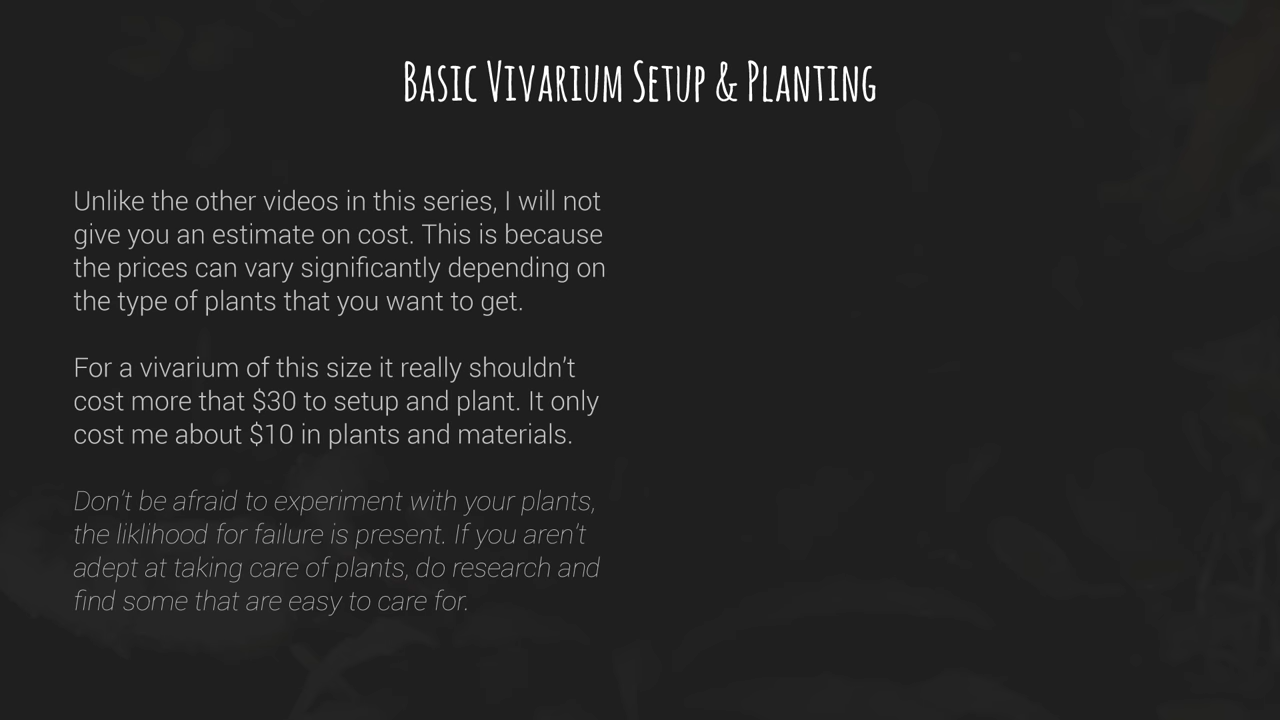 Basic Vivarium Setup & Planting
Unlike the other videos in this series, I will not
give you an estimate on cost. This is because
the prices can vary significantly depending on
the type of plants that you want to get.
For a vivarium of this size it really shouldn't
cost more that $30 to setup and plant. It only
cost me about $10 in plants and materials.
Don't be afraid to experiment with your plants,
the liklihood for failure is present. If you aren't
adept at taking care of plants, do research and
find some that are easy to care for.